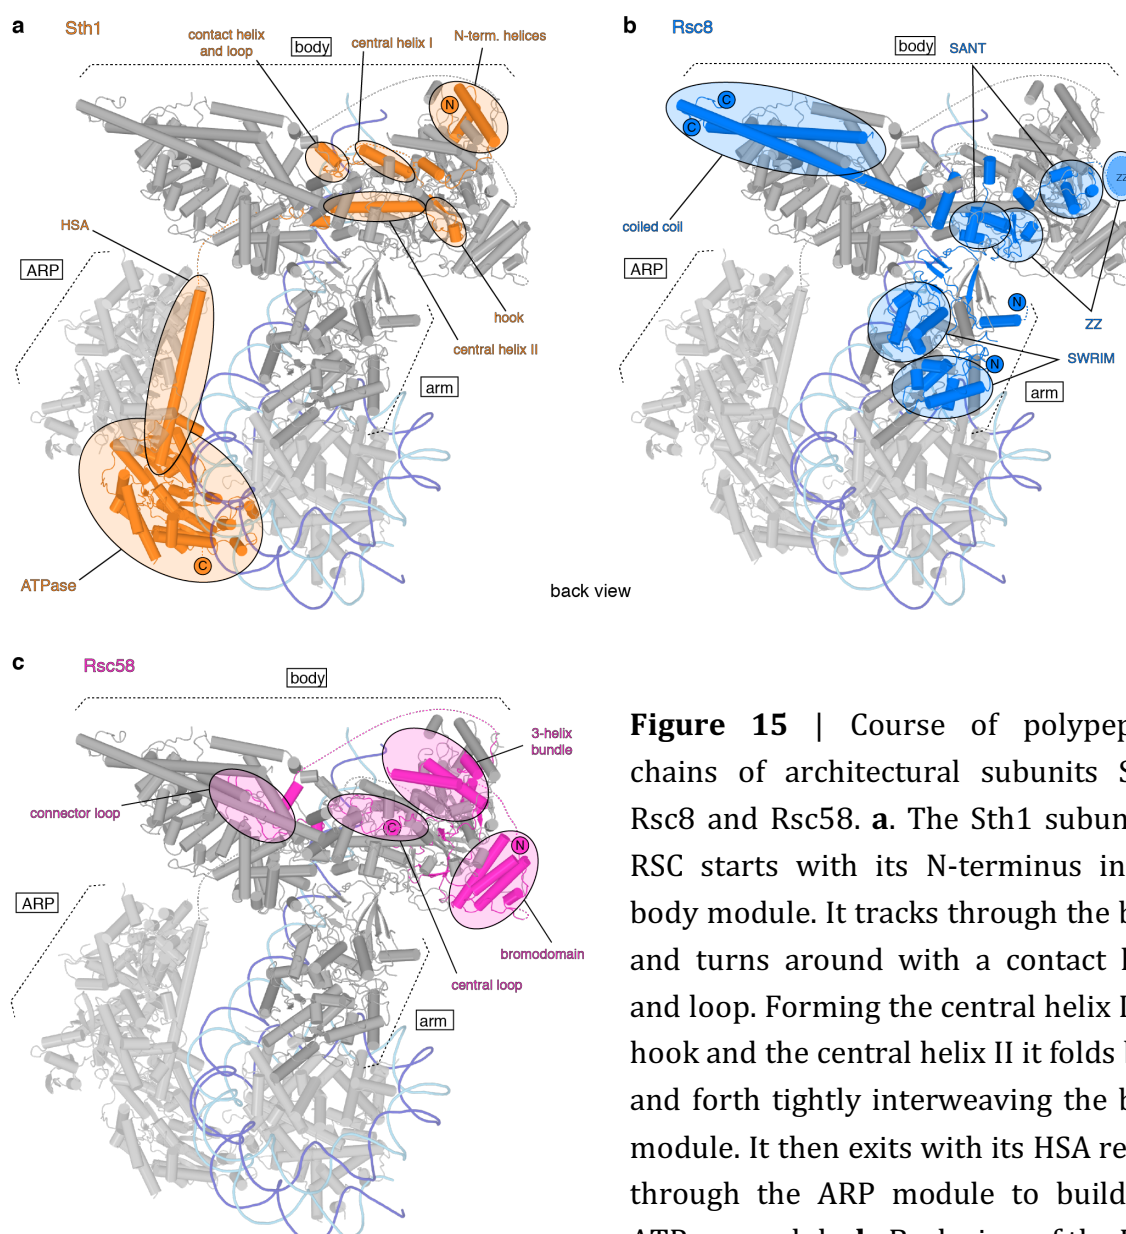 a
Sth1
contact helix
and loop
body
central helix I
N-term. helices
N
HSA
ARP
hook
central helix II
arm
C
ATPase
b
Rsc8
body
SANT
C
C
ZZ
coiled coil
ARP
N
ZZ
SWRIM
N
arm
back view
c
Rsc58
body
3-helix
bundle
connector loop
C
N
ARP
bromodomain
central loop
arm
Figure 15 | Course of
chains of architectural subunits
Rsc8 and Rsc58. a. The Sth1
RSC starts with its N-terminus in
body module. It tracks through the
and turns around with a contact
and loop. Forming the central helix
hook and the central helix II it folds
and forth tightly interweaving the
module. It then exits with its HSA
through the ARP module to build